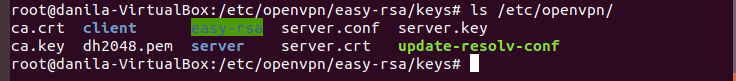 root@danila-VirtualBox:/etc/openvpn/easy-rsa/keys# ls /etc/openvpn/
ca.crt client easy-rsa server.conf server.key
ca.key dh2048.pem server server.crt update-resolv-conf
root@danila-VirtualBox:/etc/openvpn/easy-rsa/keys#